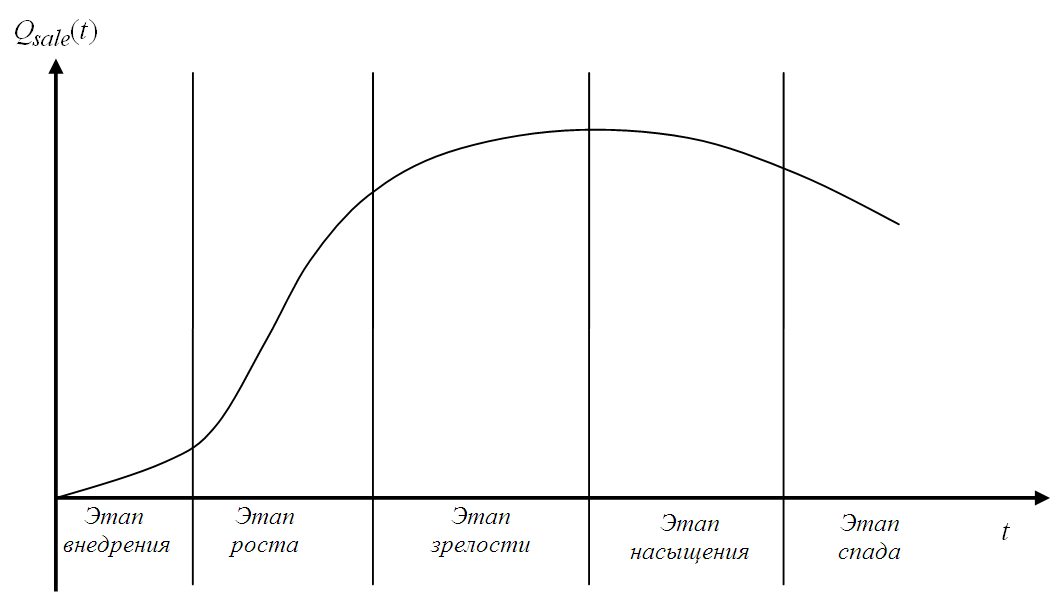 Qsale(t)
Этап
внедрения
Этап
роста
Этап
зрелости
Этап
насыщения
Этап
спада
t